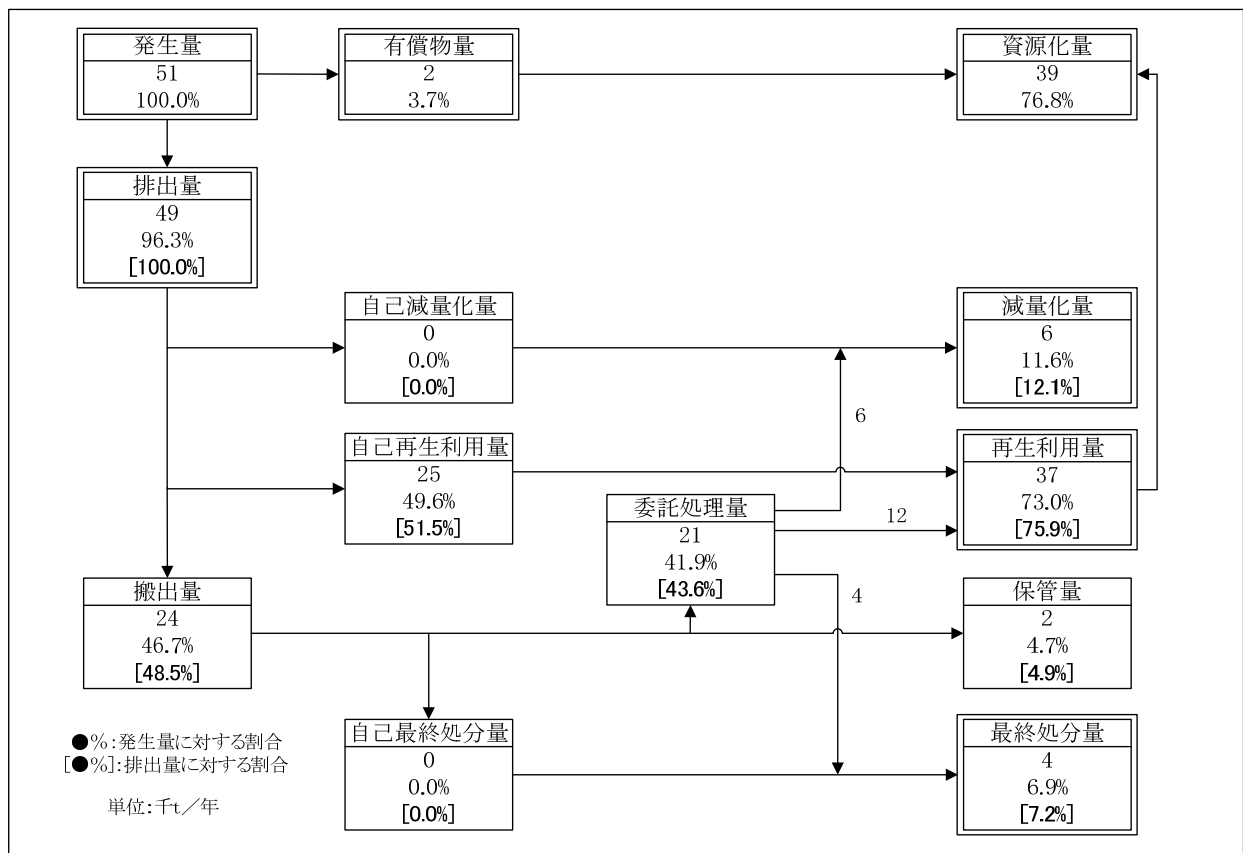 発生量
51
100.0%
有償物量
2
3.7%
資源化量
39
76.8%
排出量
49
96.3%
[100.0%]
自己減量化量
0
0.0%
[0.0%]
減量化量
6
11.6%
[12.1%]
6
自己再生利用量
25
49.6%
[51.5%]
再生利用量
37
73.0%
[75.9%]
委託処理量
21
41.9%
[43.6%]
12
4
搬出量
24
46.7%
[48.5%]
保管量
2
4.7%
[4.9%]
自己最終処分量
0
0.0%
[0.0%]
最終処分量
4
6.9%
[7.2%]
●%:発生量に対する割合
[●%]:排出量に対する割合
単位:千t/年